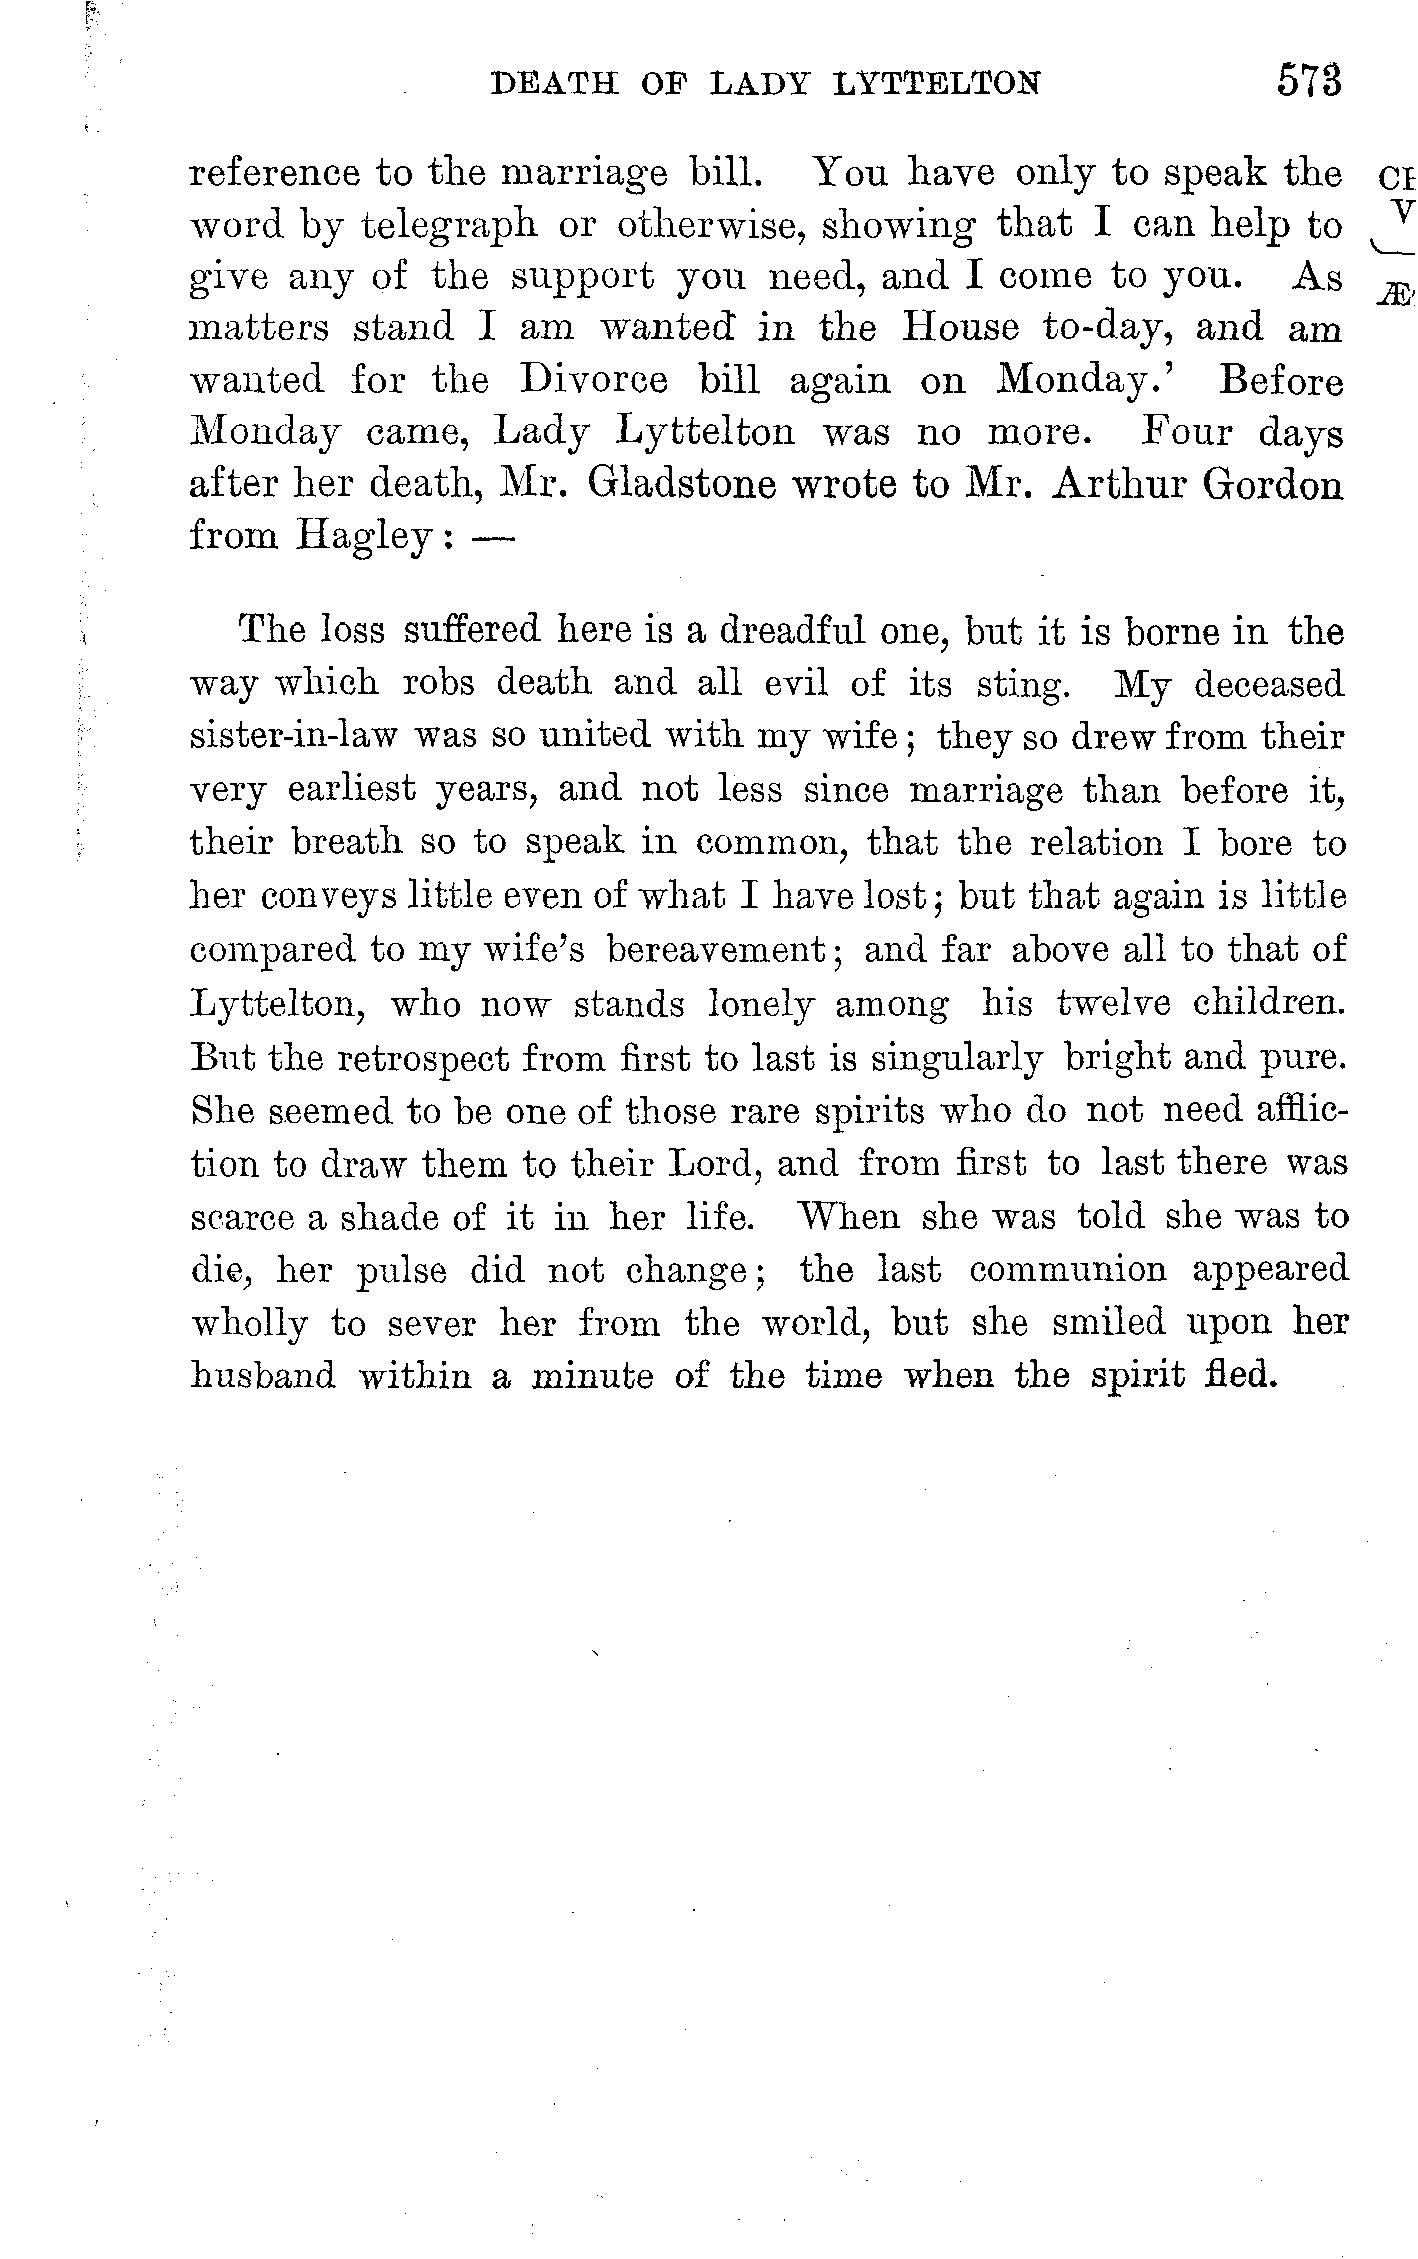 DEATH OF LADY LYTTELTON 573
reference to the marriage bill. You have only to speak the
word by telegraph or otherwise, showing that I can help to
give any of the support you need, and I come to you. As
matters stand I am wanted in the House to-day, and am
wanted for the Divorce bill again on Monday.' Before
Monday came, Lady Lyttelton was no more. Four days
after her death, Mr. Gladstone wrote to Mr. Arthur Gordon
from Hagley: —
The loss suffered here is a dreadful one, but it is borne in the
way which robs death and all evil of its sting. My deceased
sister-in-law was so united with my wife; they so drew from their
very earliest years, and not less since marriage than before it,
their breath so to speak in common, that the relation I bore to
her conveys little even of what I have lost; but that again is little
compared to my wife's bereavement; and far above all to that of
Lyttelton, who now stands lonely among his twelve children.
But the retrospect from first to last is singularly bright and pure.
She seemed to be one of those rare spirits who do not need afflic-
tion to draw them to their Lord, and from first to last there was
scarce a shade of it in her life. When she was told she was to
die, her pulse did not change; the last communion appeared
wholly to sever her from the world, but she smiled upon her
husband within a minute of the time when the spirit fled.